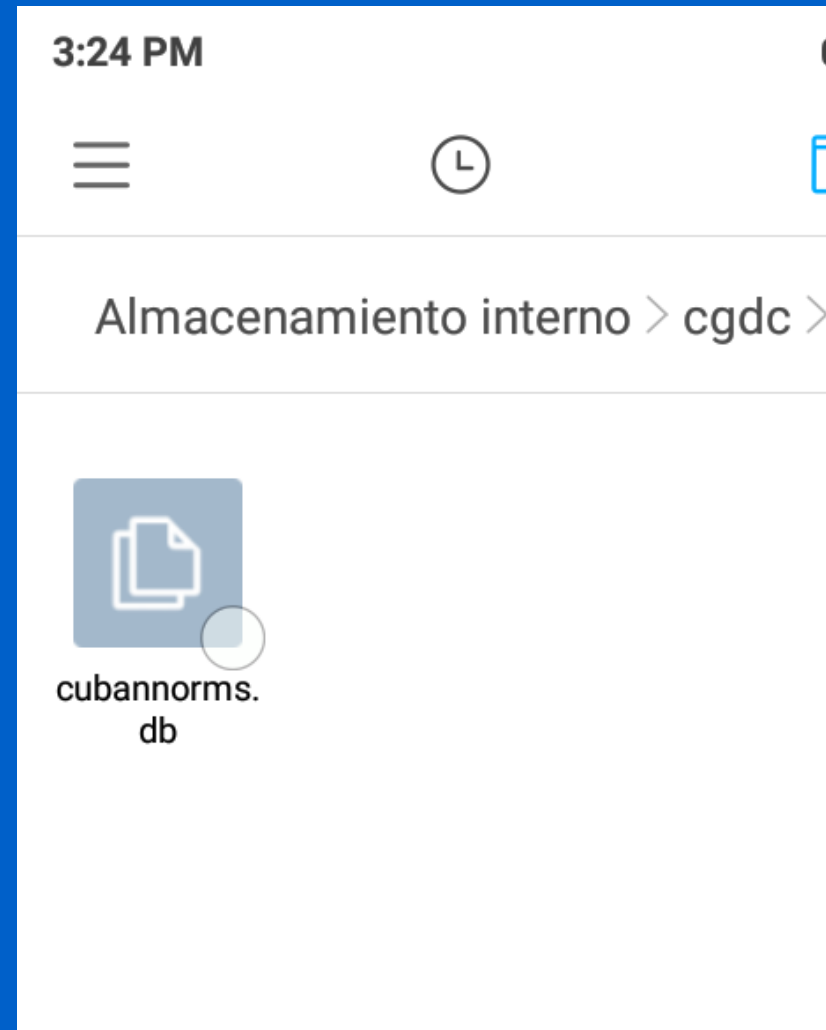 3:24 PM
Almacenamiento interno > cgdc >
cubannorms.
db